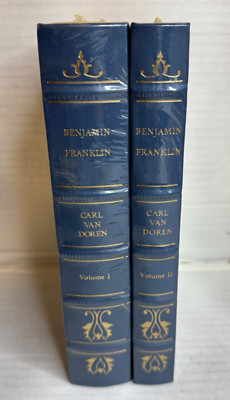 BENJAMIN
FRANKLIN
CARL
VAN
DOREN
Volume I
BENJAMIN
FRANKLIN
CARL
VAN
DOREN
Volume II